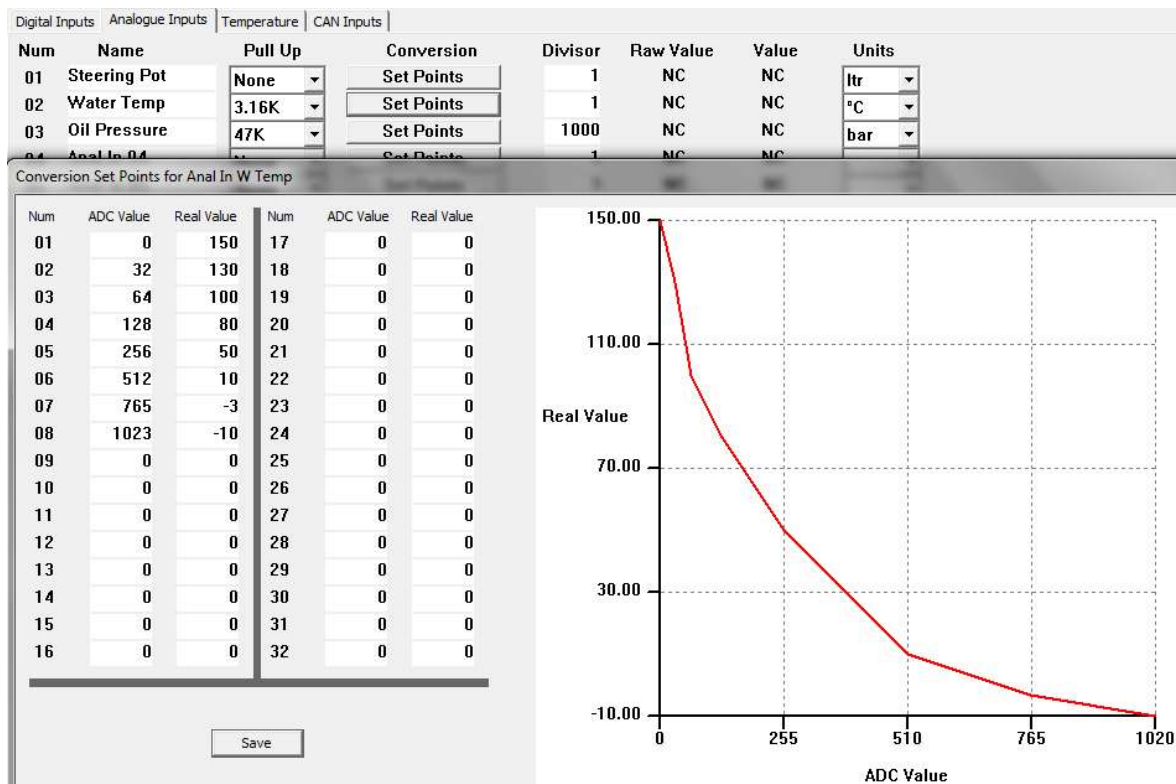 Digital Inputs Analogue Inputs Temperature CAN Inputs
Num Name Pull Up Conversion Divisor Raw Value Value Units
01 Steering Pot None Set Points 1 NC NC ltr
02 Water Temp 3.16K Set Points 1 NC NC °C
03 Oil Pressure 47K Set Points 1000 NC NC bar
04 Anal In 04 Set Points 1 NC NC
Conversion Set Points for Anal In W Temp
Num ADC Value Real Value Num ADC Value Real Value
01 0 150 17 0 0
02 32 130 18 0 0
03 64 100 19 0 0
04 128 80 20 0 0
05 256 50 21 0 0
06 512 10 22 0 0
07 765 -3 23 0 0
08 1023 -10 24 0 0
09 0 0 25 0 0
10 0 0 26 0 0
11 0 0 27 0 0
12 0 0 28 0 0
13 0 0 29 0 0
14 0 0 30 0 0
15 0 0 31 0 0
16 0 0 32 0 0
Save
150.00
110.00
Real Value
70.00
30.00
-10.00
0 255 510 765 1020
ADC Value